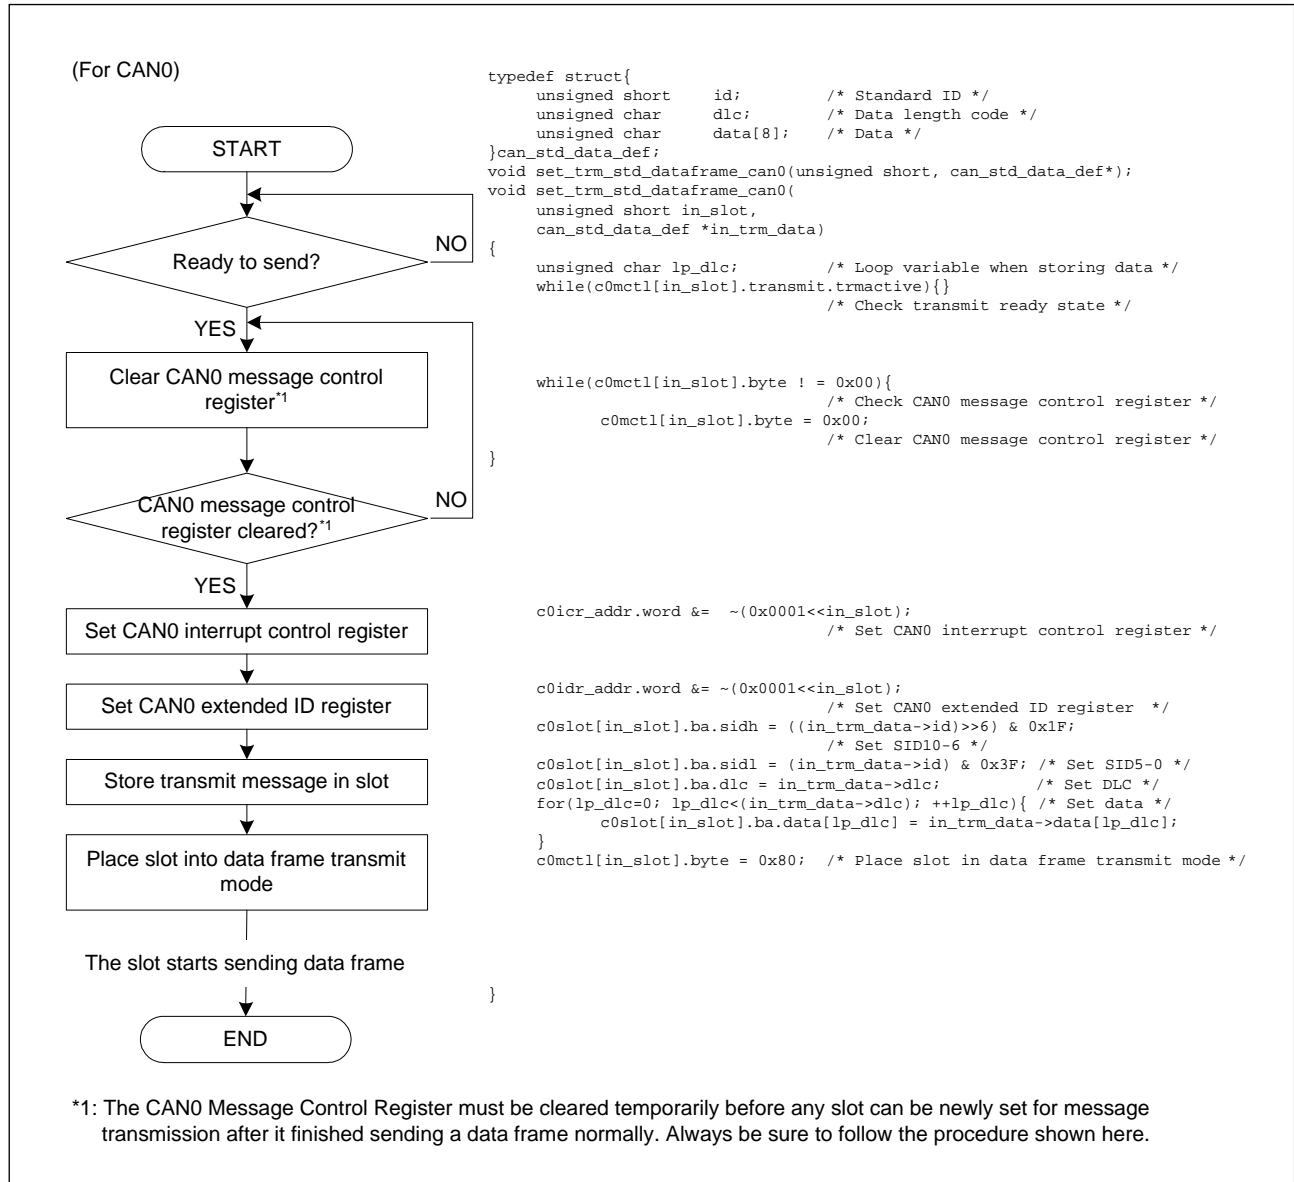 (For CAN0)
START
Ready to send?
NO
YES
Clear CAN0 message control
register*1
CAN0 message control
register cleared?*1
NO
YES
Set CAN0 interrupt control register
Set CAN0 extended ID register
Store transmit message in slot
Place slot into data frame transmit
mode
The slot starts sending data frame
END
typedef struct{
unsigned short id; /* Standard ID */
unsigned char dlc; /* Data length code */
unsigned char data[8]; /* Data */
}can_std_data_def;
void set_trm_std_dataframe_can0(unsigned short, can_std_data_def*);
void set_trm_std_dataframe_can0(
unsigned short in_slot,
can_std_data_def *in_trm_data)
{
unsigned char lp_dlc; /* Loop variable when storing data */
while(c0mctl[in_slot].transmit.trmactive){}
/* Check transmit ready state */
while(c0mctl[in_slot].byte ! = 0x00){
/* Check CAN0 message control register */
c0mctl[in_slot].byte = 0x00;
/* Clear CAN0 message control register */
}
c0icr_addr.word &= ~(0x0001<<in_slot);
/* Set CAN0 interrupt control register */
c0idr_addr.word &= ~(0x0001<<in_slot);
/* Set CAN0 extended ID register */
c0slot[in_slot].ba.sidh = ((in_trm_data->id)>>6) & 0x1F;
/* Set SID10-6 */
c0slot[in_slot].ba.sidl = (in_trm_data->id) & 0x3F; /* Set SID5-0 */
c0slot[in_slot].ba.dlc = in_trm_data->dlc; /* Set DLC */
for(lp_dlc=0; lp_dlc<(in_trm_data->dlc); ++lp_dlc){ /* Set data */
c0slot[in_slot].ba.data[lp_dlc] = in_trm_data->data[lp_dlc];
}
c0mctl[in_slot].byte = 0x80; /* Place slot in data frame transmit mode */
}
*1: The CAN0 Message Control Register must be cleared temporarily before any slot can be newly set for message
transmission after it finished sending a data frame normally. Always be sure to follow the procedure shown here.